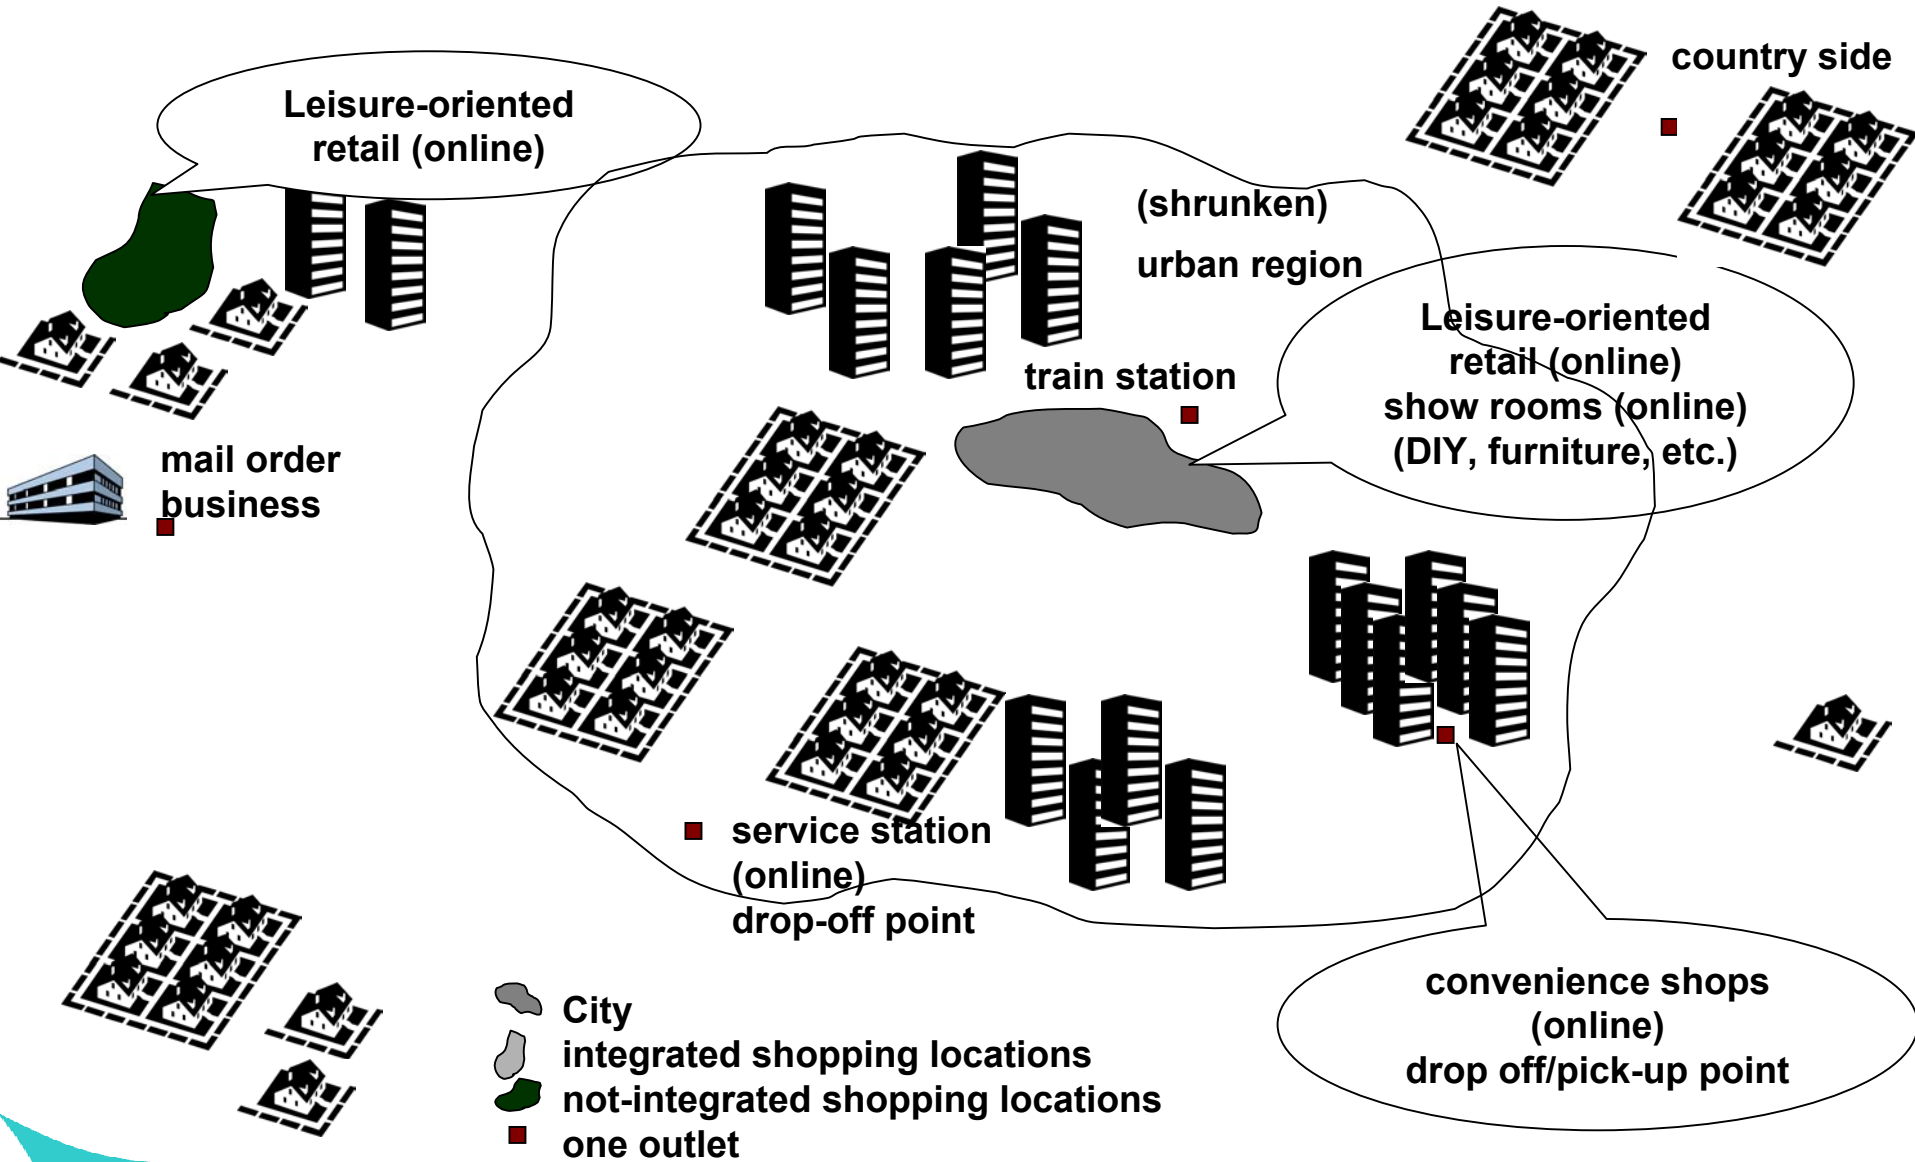 Leisure-oriented
retail (online)
country side
(shrunken)
urban region
Leisure-oriented
retail (online)
show rooms (online)
(DIY, furniture, etc.)
train station
mail order
business
service station
(online)
drop-off point
convenience shops
(online)
drop off/pick-up point
City
integrated shopping locations
not-integrated shopping locations
one outlet